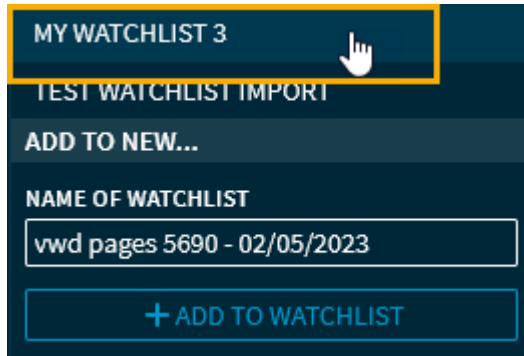 MY WATCHLIST 3
TEST WATCHLIST IMPORT
ADD TO NEW...
NAME OF WATCHLIST
vwd pages 5690 - 02/05/2023
+ ADD TO WATCHLIST